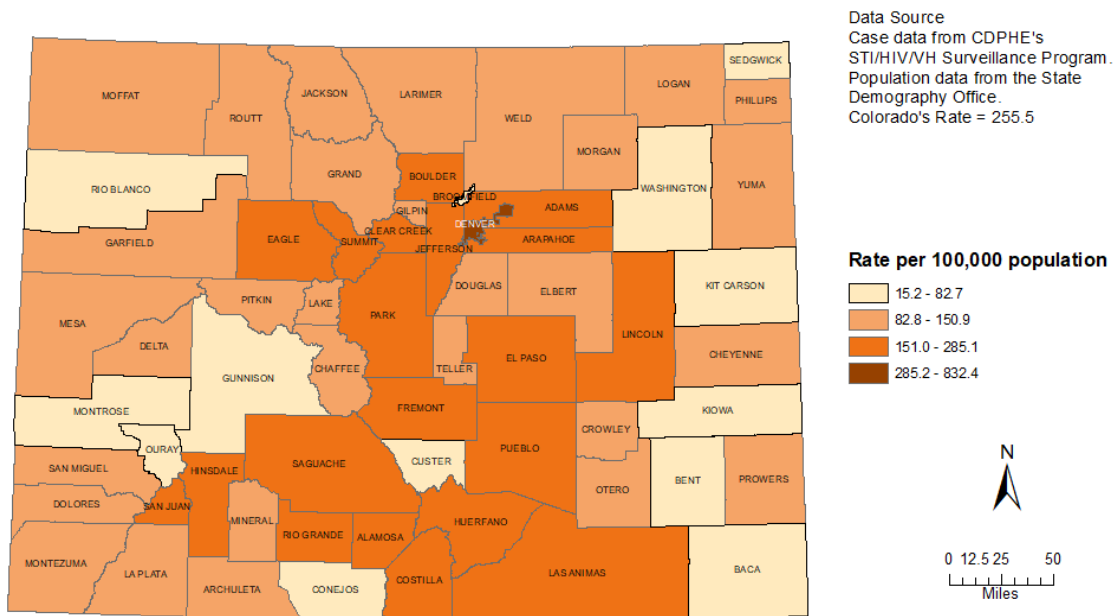 Data Source
Case data from CDPHE's
STI/HIV/VH Surveillance Program.
Population data from the State
Demography Office.
Colorado's Rate = 255.5
SEDGWICK
MOFFAT
ROUTT
JACKSON
LARIMER
WELD
LOGAN
PHILLIPS
MORGAN
RIO BLANCO
GRAND
BOULDER
BROOMFIELD
WASHINGTON
YUMA
GILPIN
ADAMS
DENVER
GARFIELD
EAGLE
SUMMIT
CLEAR CREEK
JEFFERSON
ARAPAHOE
PITKIN
LAKE
DOUGLAS
ELBERT
KIT CARSON
MESA
DELTA
PARK
LINCOLN
GUNNISON
CHAFFEE
TELLER
EL PASO
CHEYENNE
MONTROSE
FREMONT
KIOWA
OURAY
CROWLEY
SAN MIGUEL
HINSDALE
SAGUACHE
CUSTER
PUEBLO
BENT
PROWERS
DOLORES
SAN JUAN
MINERAL
OTERO
RIO GRANDE
ALAMOSA
HUERFANO
MONTEZUMA
LA PLATA
ARCHULETA
CONEJOS
COSTILLA
LAS ANIMAS
BACA
Rate per 100,000 population
15.2 - 82.7
82.8 - 150.9
151.0 - 285.1
285.2 - 832.4
N
0 12.5 25 50
Miles